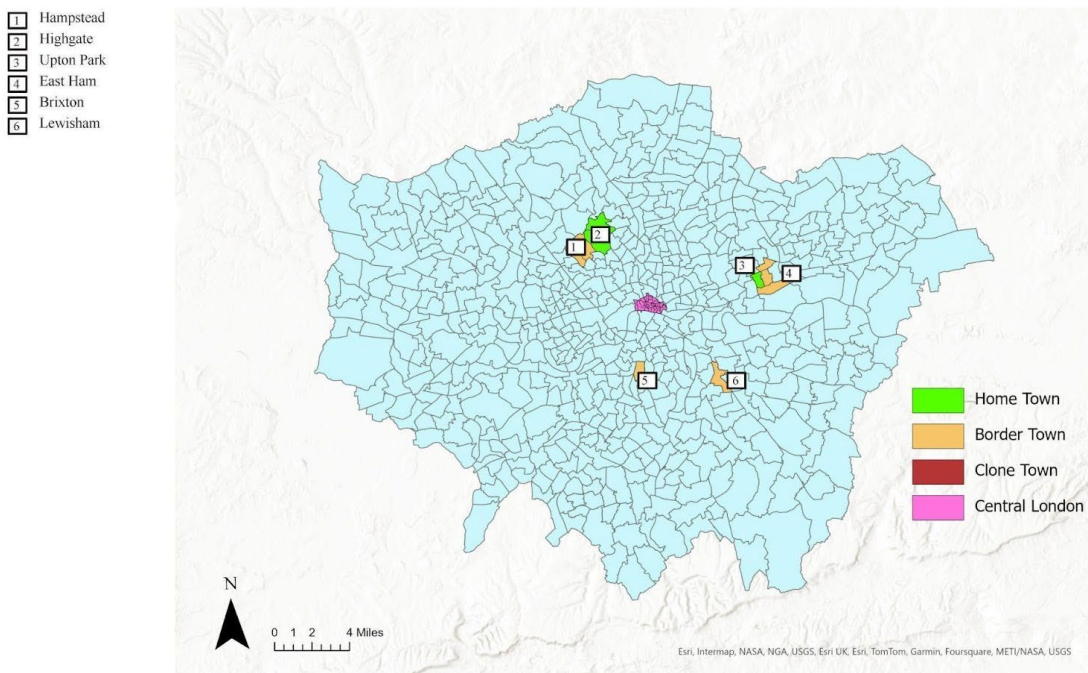 1 Hampstead
2 Highgate
3 Upton Park
4 East Ham
5 Brixton
6 Lewisham
2
1
3
4
5
6
Home Town
Border Town
Clone Town
Central London
N
0 1 2 4 Miles
Esri, Intermap, NASA, NGA, USGS, Esri UK, Esri, TomTom, Garmin, Foursquare, METI/NASA, USGS